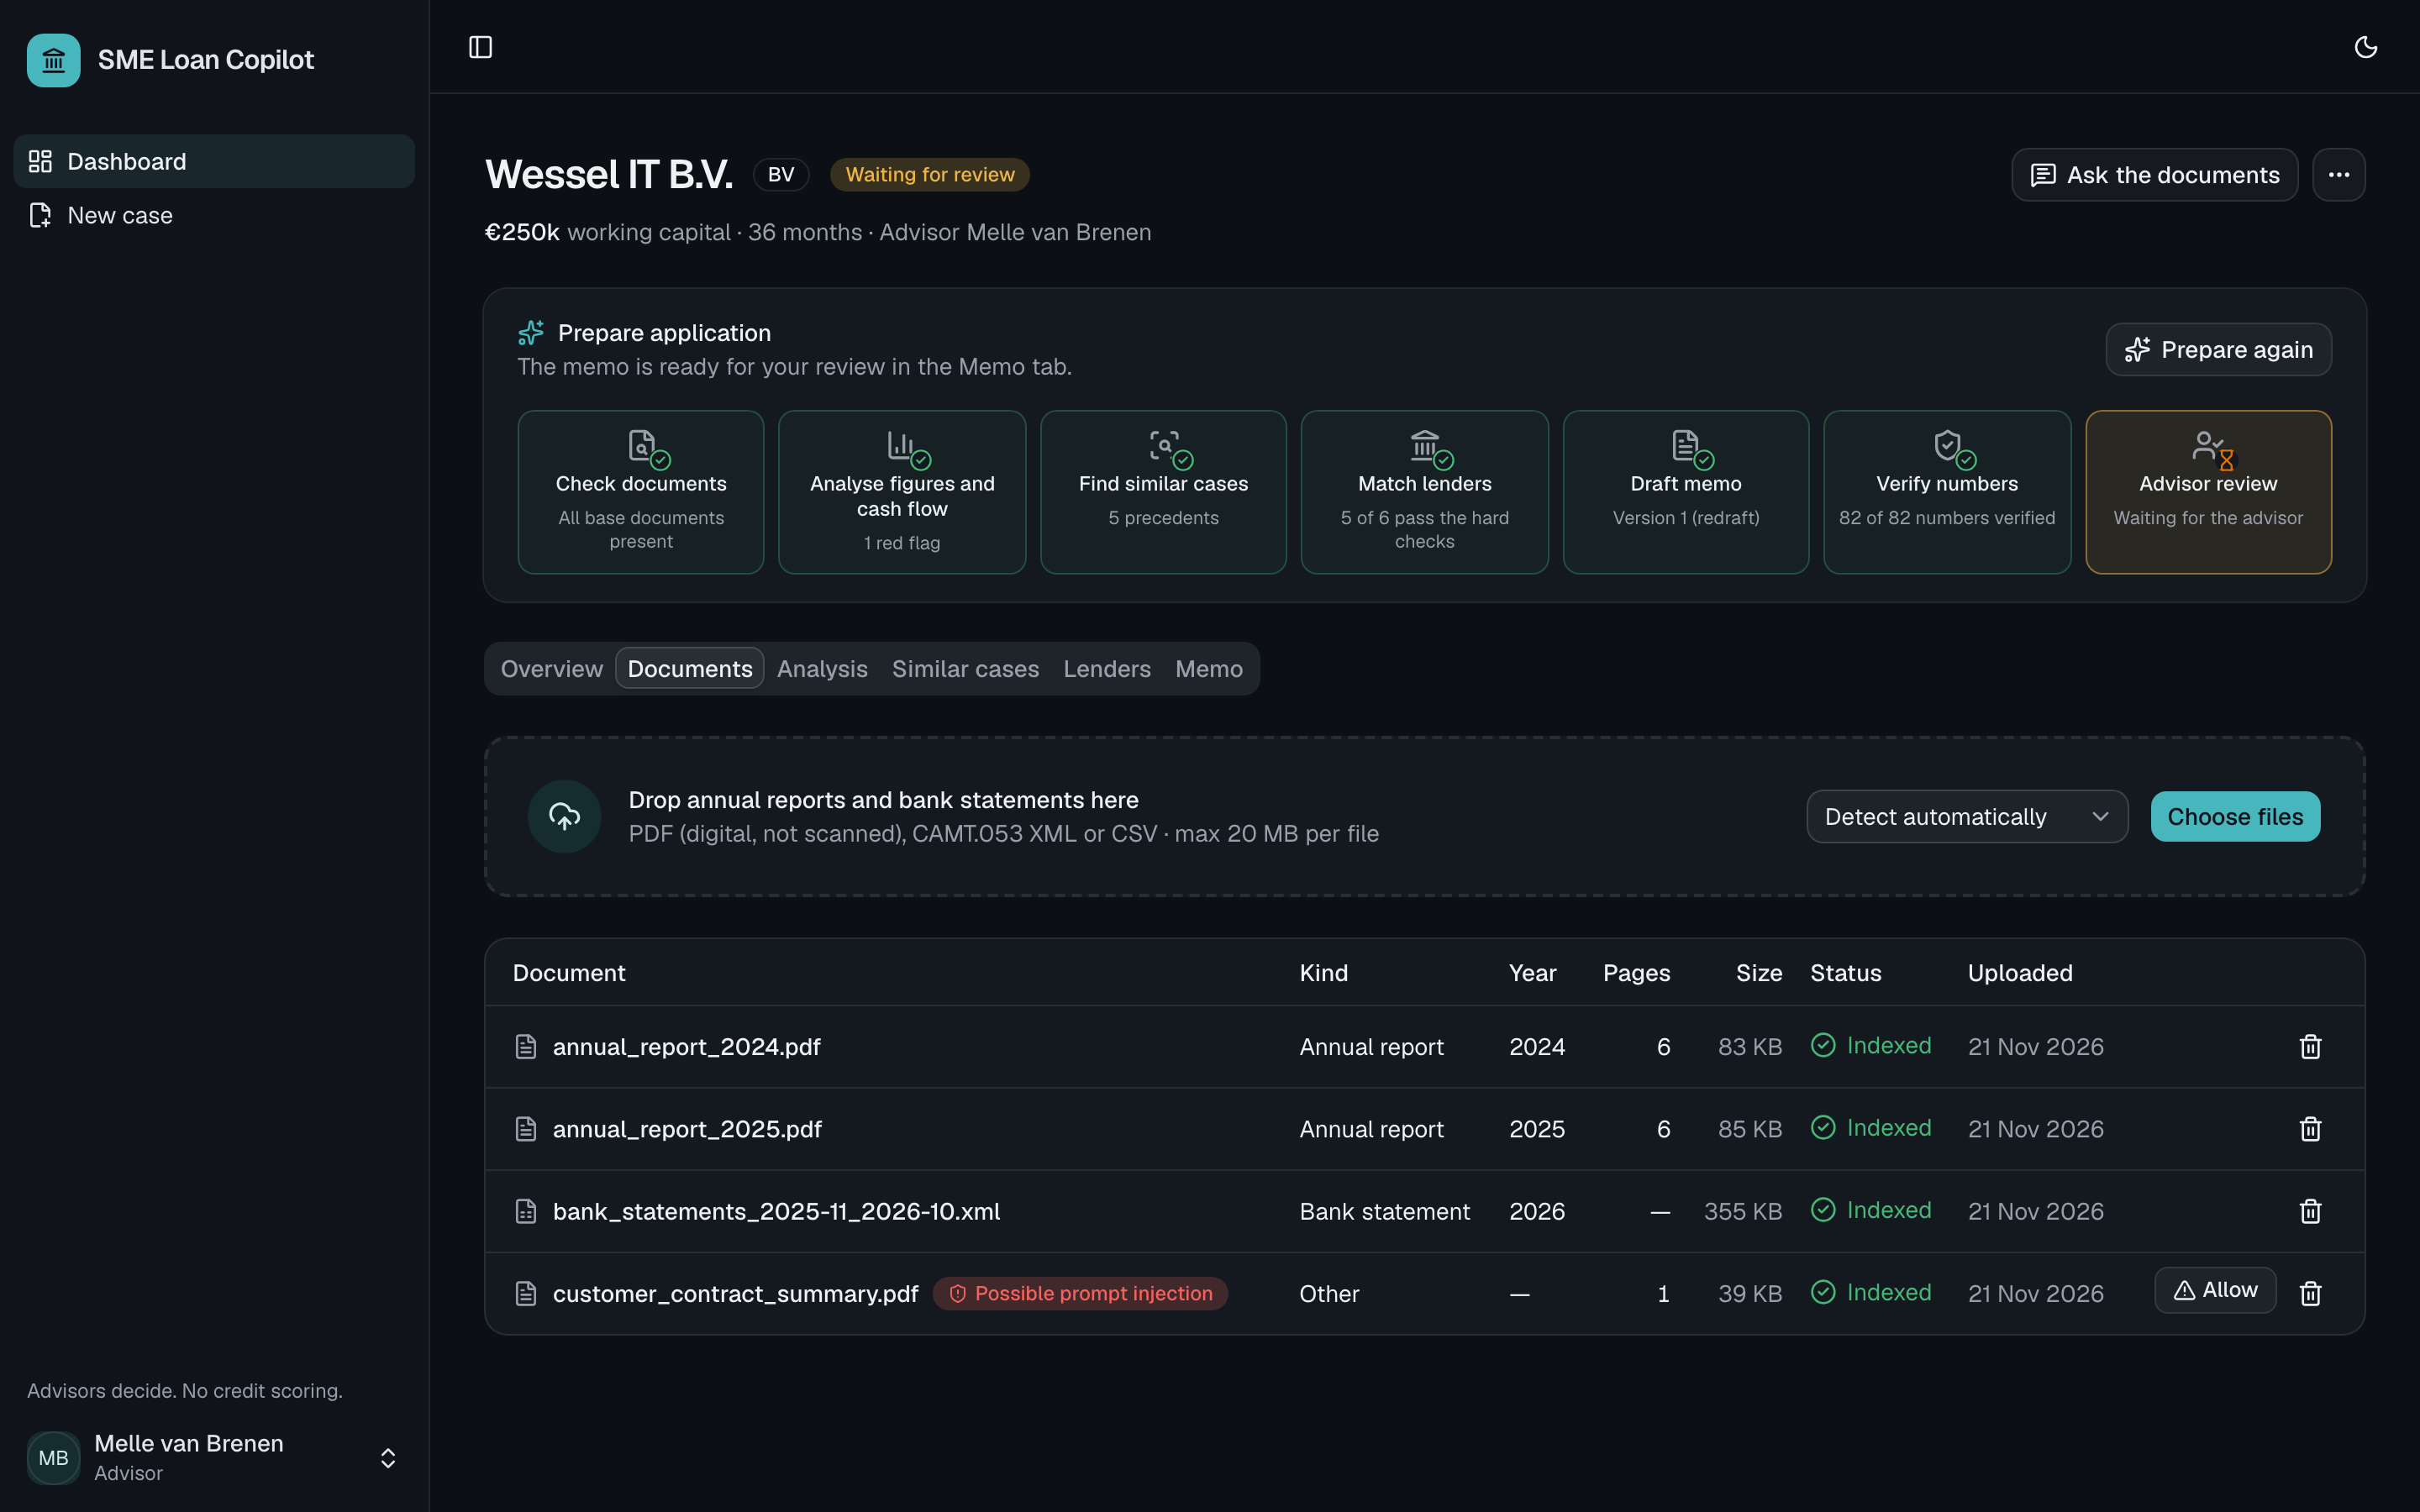 SME Loan Copilot
Dashboard
New case
Wessel IT B.V.
BV
Waiting for review
Ask the documents
€250k working capital · 36 months · Advisor Melle van Brenen
Prepare application
The memo is ready for your review in the Memo tab.
Prepare again
Check documents
All base documents
present
Analyse figures and
cash flow
1 red flag
Find similar cases
5 precedents
Match lenders
5 of 6 pass the hard
checks
Draft memo
Version 1 (redraft)
Verify numbers
82 of 82 numbers verified
Advisor review
Waiting for the advisor
Overview Documents Analysis Similar cases Lenders Memo
Drop annual reports and bank statements here
PDF (digital, not scanned), CAMT.053 XML or CSV · max 20 MB per file
Detect automatically
Choose files
Document Kind Year Pages Size Status Uploaded
annual_report_2024.pdf Annual report 2024 6 83 KB Indexed 21 Nov 2026
annual_report_2025.pdf Annual report 2025 6 85 KB Indexed 21 Nov 2026
bank_statements_2025-11_2026-10.xml Bank statement 2026 — 355 KB Indexed 21 Nov 2026
customer_contract_summary.pdf Possible prompt injection Other — 1 39 KB Indexed 21 Nov 2026 Allow
Advisors decide. No credit scoring.
MB
Melle van Brenen
Advisor